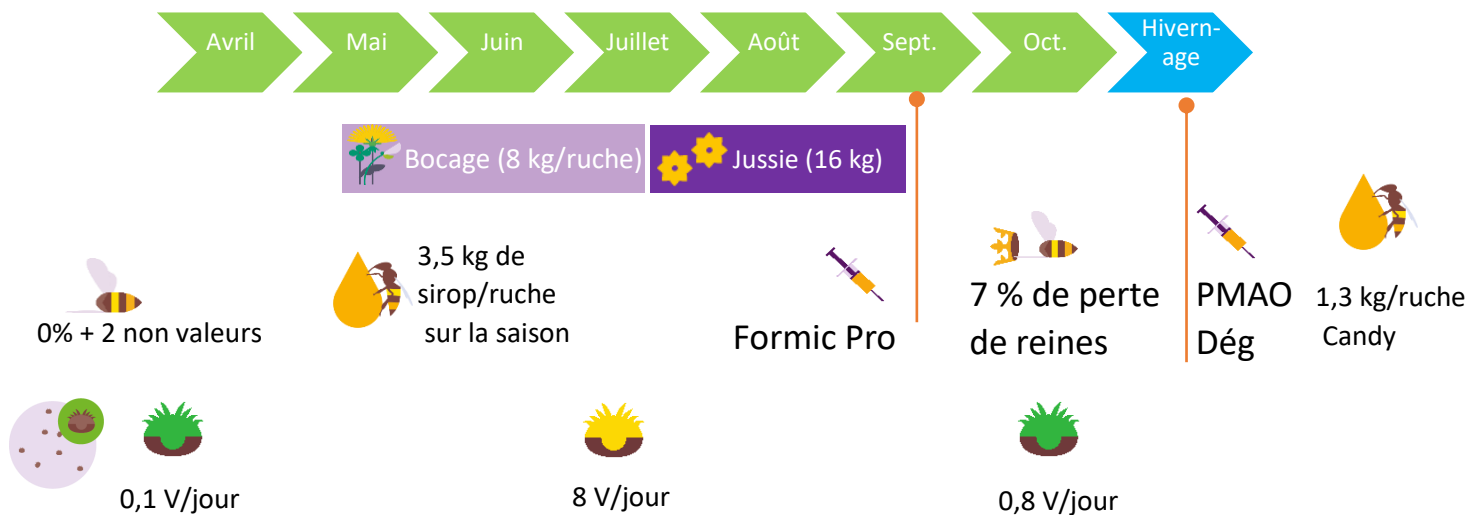 Avril
Mai
Juin
Juillet
Août
Sept.
Oct.
Hivern-
age
Bocage (8 kg/ruche)
Jussie (16 kg)
0% + 2 non valeurs
3,5 kg de
sirop/ruche
sur la saison
Formic Pro
7 % de perte
de reines
PMAO
Dég
1,3 kg/ruche
Candy
0,1 V/jour
8 V/jour
0,8 V/jour